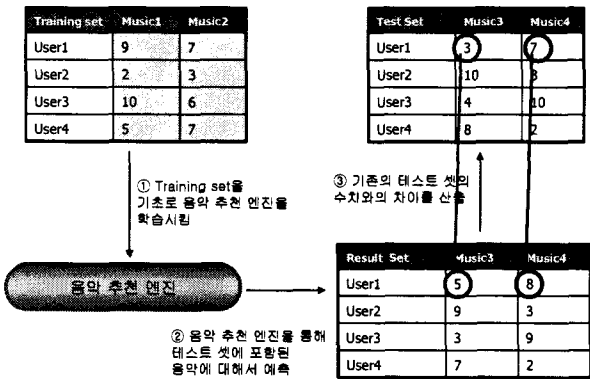 Training set Music1 Music2
User1 9 7
User2 2 3
User3 10 6
User4 5 7
Test Set Music3 Music4
User1 3 7
User2 10 3
User3 4 10
User4 8 2
① Training set을
기초로 음악 추천 엔진을
학습시킴
③ 기존의 테스트 셋의
수치와의 차이를 산출
음악 추천 엔진
② 음악 추천 엔진을 통해
테스트 셋에 포함된
음악에 대해서 예측
Result Set Music3 Music4
User1 5 8
User2 9 3
User3 3 9
User4 7 2